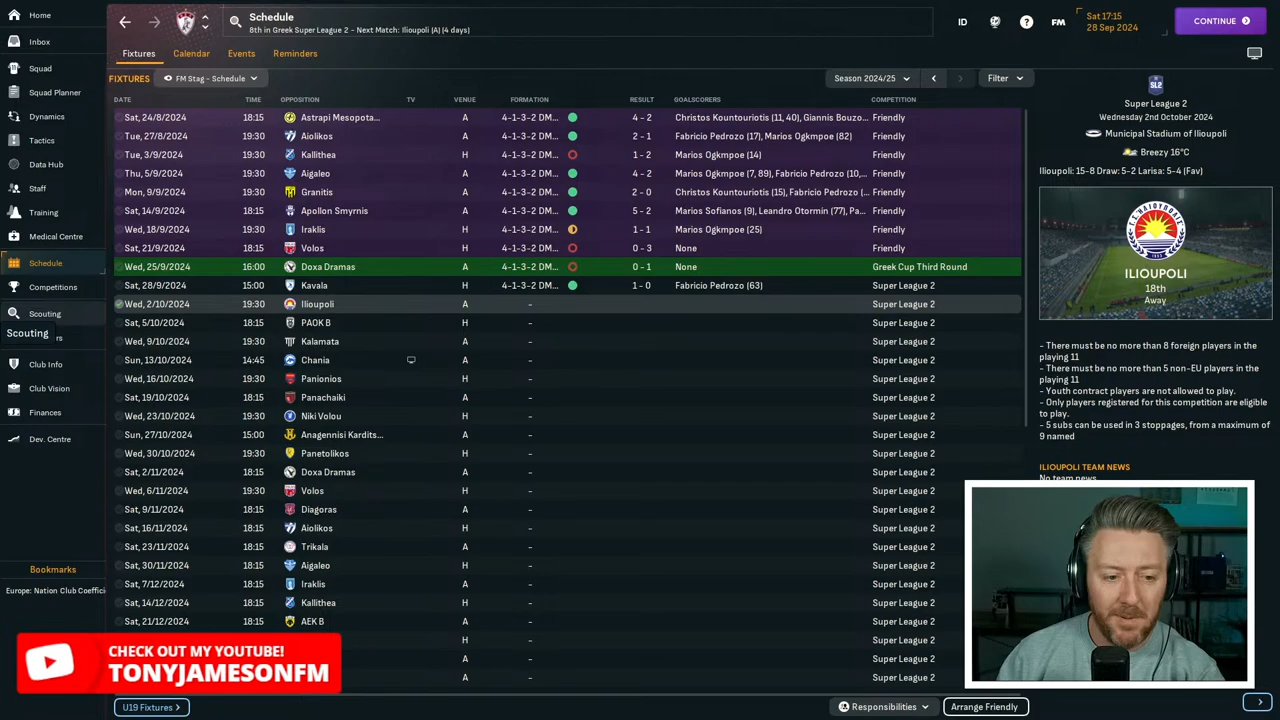 Home
Inbox
Squad
Squad Planner
Dynamics
Tactics
Data Hub
Staff
Training
Medical Centre
Schedule
Competitions
Scouting
Scouting
rs
Club Info
Club Vision
Finances
Dev. Centre
Bookmarks
Europe: Nation Club Coeffici
Schedule
8th in Greek Super League 2 - Next Match: Ilioupoli (A) (4 days)
ID
?
FM
Sat 17:15
28 Sep 2024
CONTINUE
Fixtures Calendar Events Reminders
FIXTURES FM Stag - Schedule Season 2024/25 Filter
DATE TIME OPPOSITION TV VENUE FORMATION RESULT GOALSCORERS COMPETITION
Sat, 24/8/2024 18:15 Astrapi Mesopota... A 4-1-3-2 DM... 4 - 2 Christos Kountouriotis (11, 40), Giannis Bouzo... Friendly
Tue, 27/8/2024 19:30 Aiolikos A 4-1-3-2 DM... 2 - 1 Fabricio Pedrozo (17), Marios Ogkmpoe (82) Friendly
Tue, 3/9/2024 19:30 Kallithea H 4-1-3-2 DM... 1 - 2 Marios Ogkmpoe (14) Friendly
Thu, 5/9/2024 19:30 Aigaleo A 4-1-3-2 DM... 4 - 2 Marios Ogkmpoe (7, 89), Fabricio Pedrozo (10,... Friendly
Mon, 9/9/2024 19:30 Granitis A 4-1-3-2 DM... 2 - 0 Christos Kountouriotis (15), Fabricio Pedrozo (... Friendly
Sat, 14/9/2024 18:15 Apollon Smyrnis A 4-1-3-2 DM... 5 - 2 Marios Sofianos (9), Leandro Otormin (77), Pa... Friendly
Wed, 18/9/2024 19:30 Iraklis H 4-1-3-2 DM... 1 - 1 Marios Ogkmpoe (25) Friendly
Sat, 21/9/2024 18:15 Volos H 4-1-3-2 DM... 0 - 3 None Friendly
Wed, 25/9/2024 16:00 Doxa Dramas A 4-1-3-2 DM... 0 - 1 None Greek Cup Third Round
Sat, 28/9/2024 15:00 Kavala H 4-1-3-2 DM... 1 - 0 Fabricio Pedrozo (63) Super League 2
Wed, 2/10/2024 19:30 Ilioupoli A - Super League 2
Sat, 5/10/2024 18:15 PAOK B H - Super League 2
Wed, 9/10/2024 19:30 Kalamata A - Super League 2
Sun, 13/10/2024 14:45 Chania A - Super League 2
Wed, 16/10/2024 19:30 Panionios H - Super League 2
Sat, 19/10/2024 18:15 Panachaiki A - Super League 2
Wed, 23/10/2024 19:30 Niki Volou H - Super League 2
Sun, 27/10/2024 15:00 Anagennisi Kardits... A - Super League 2
Wed, 30/10/2024 19:30 Panetolikos H - Super League 2
Sat, 2/11/2024 18:15 Doxa Dramas A - Super League 2
Wed, 6/11/2024 19:30 Volos H - Super League 2
Sat, 9/11/2024 18:15 Diagoras A - Super League 2
Sat, 16/11/2024 18:15 Aiolikos H - Super League 2
Sat, 23/11/2024 18:15 Trikala A - Super League 2
Sat, 30/11/2024 18:15 Aigaleo H - Super League 2
Sat, 7/12/2024 18:15 Iraklis A - Super League 2
Sat, 14/12/2024 18:15 Kallithea H - Super League 2
Sat, 21/12/2024 18:15 AEK B A - Super League 2
H - Super League 2
A - Super League 2
A - Super League 2
SL2
Super League 2
Wednesday 2nd October 2024
Municipal Stadium of Ilioupoli
Breezy 16°C
Ilioupoli: 15-8 Draw: 5-2 Larisa: 5-4 (Fav)
ILIOUPOLI
18th
Away
- There must be no more than 8 foreign players in the
playing 11
- There must be no more than 5 non-EU players in the
playing 11
- Youth contract players are not allowed to play.
- Only players registered for this competition are eligible
to play.
- 5 subs can be used in 3 stoppages, from a maximum of
9 named
ILIOUPOLI TEAM NEWS
No team news
CHECK OUT MY YOUTUBE!
TONYJAMESONFM
U19 Fixtures >
Responsibilities
Arrange Friendly